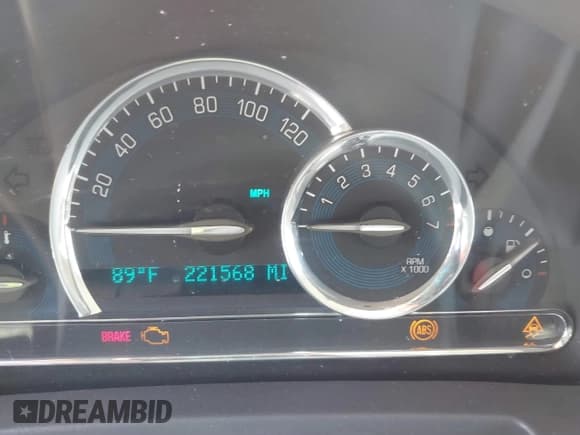 20 40 60 80 100 120
MPH
1 2 3 4 5 6 7
RPM
X 1000
89°F 221568 MI
BRAKE
ABS
DREAMBID